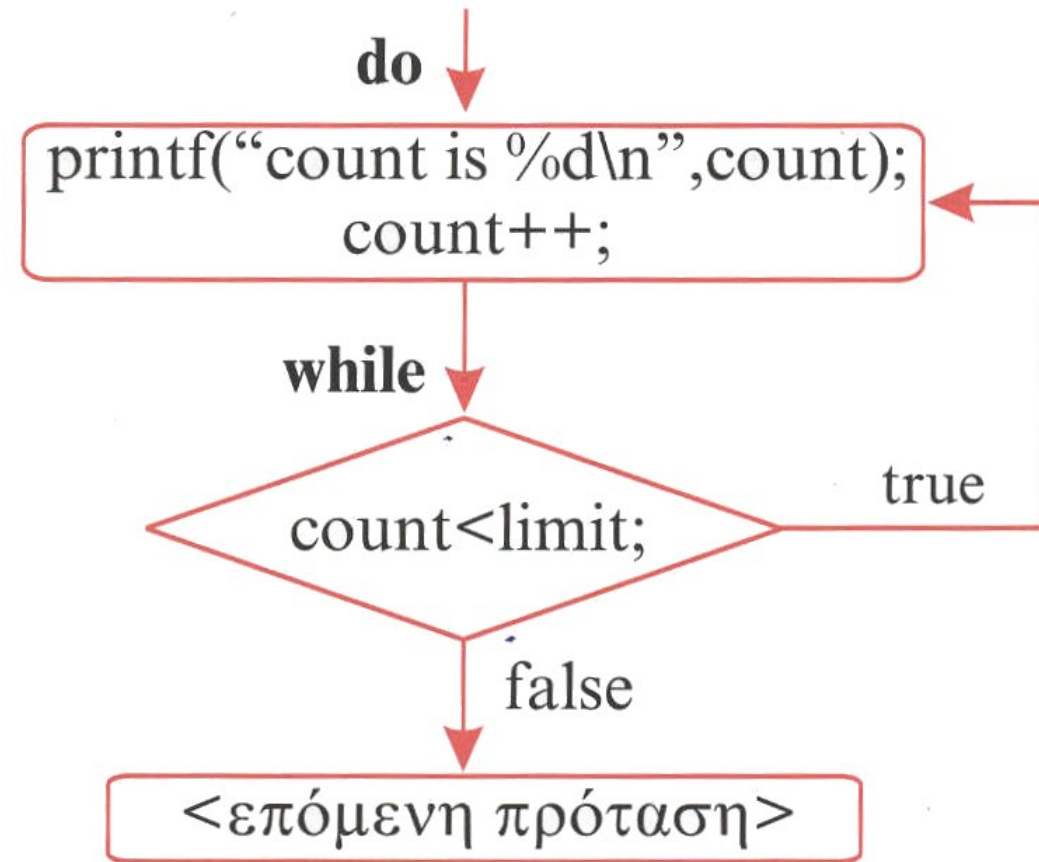 do
printf(“count is %d\n”,count);
count++;
while
count<limit;
true
false
<επόμενη πρόταση>